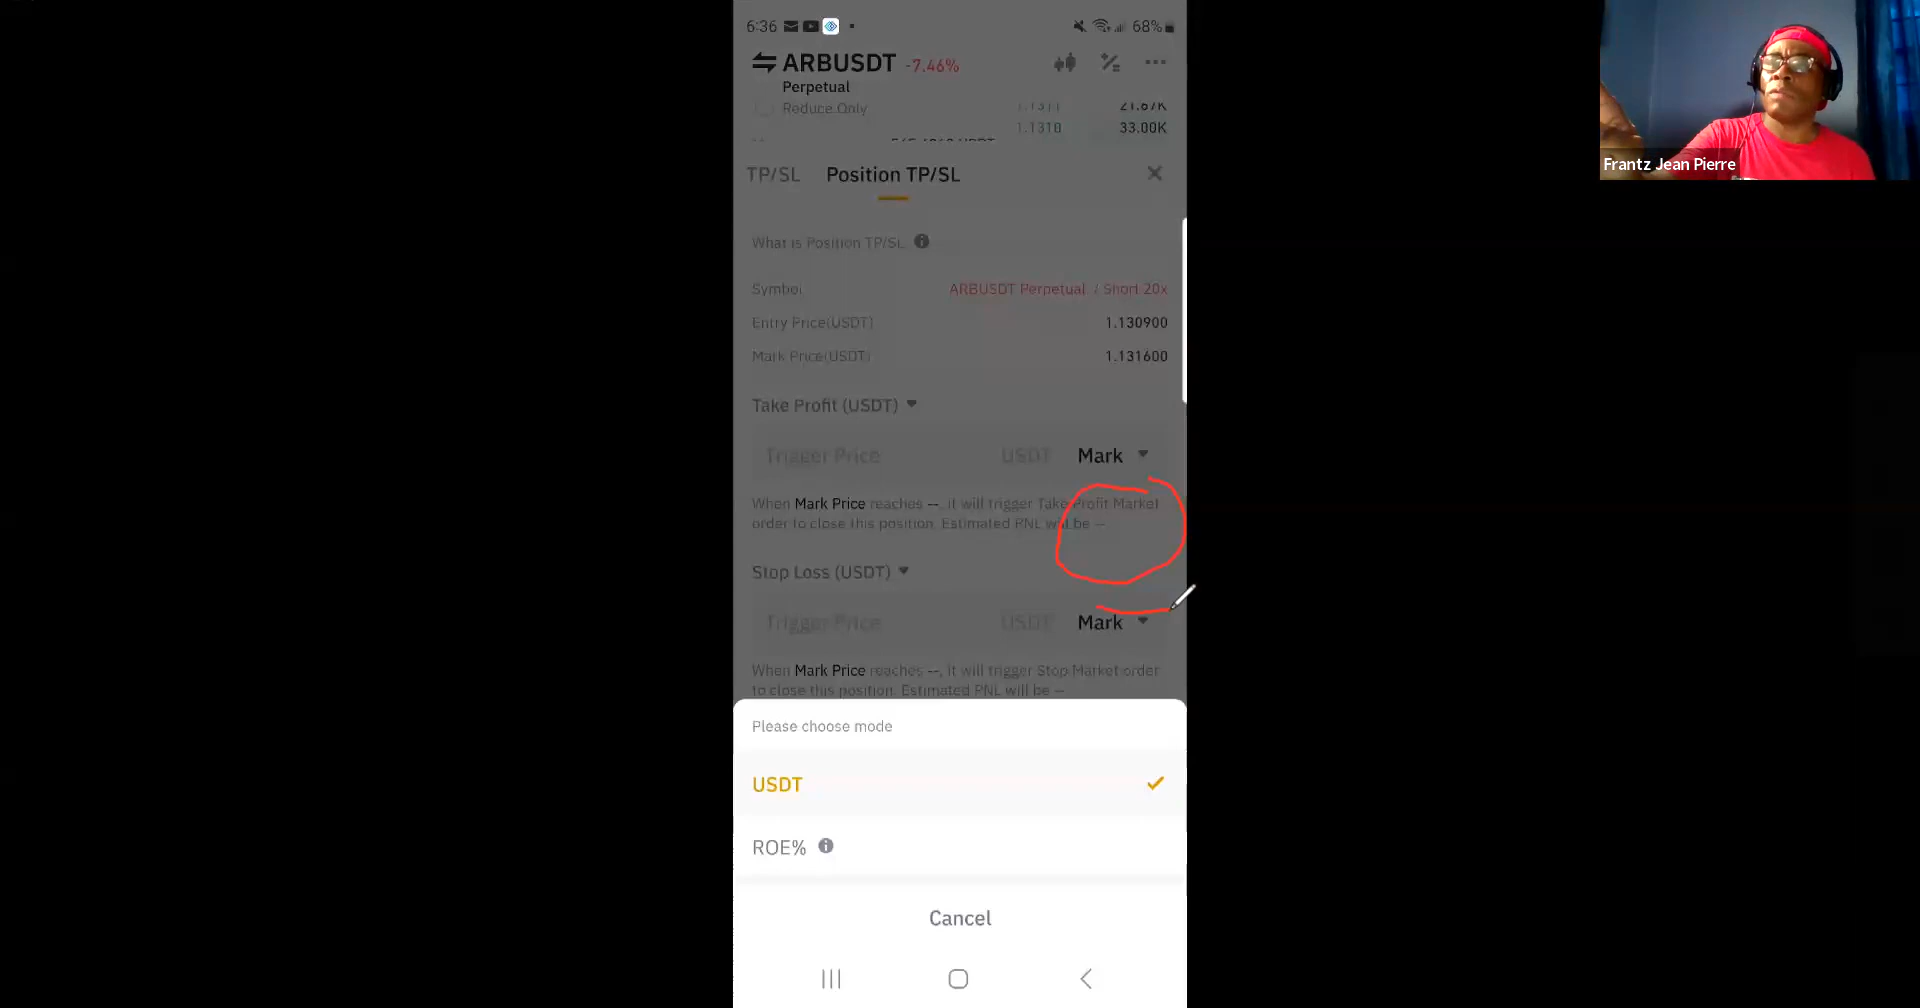 6:36
68%
ARBUSDT -7.46%
Perpetual
Reduce Only
1.1311 21.67K
1.1310 33.00K
TP/SL Position TP/SL
What is Position TP/SL
Symbol ARBUSDT Perpetual / Short 20x
Entry Price(USDT) 1.130900
Mark Price(USDT) 1.131600
Take Profit (USDT)
Trigger Price USDT Mark
When Mark Price reaches --, it will trigger Take Profit Market
order to close this position. Estimated PNL will be --
Stop Loss (USDT)
Trigger Price USDT Mark
When Mark Price reaches --, it will trigger Stop Market order
to close this position. Estimated PNL will be --
Please choose mode
USDT
ROE%
Cancel
Frantz Jean Pierre